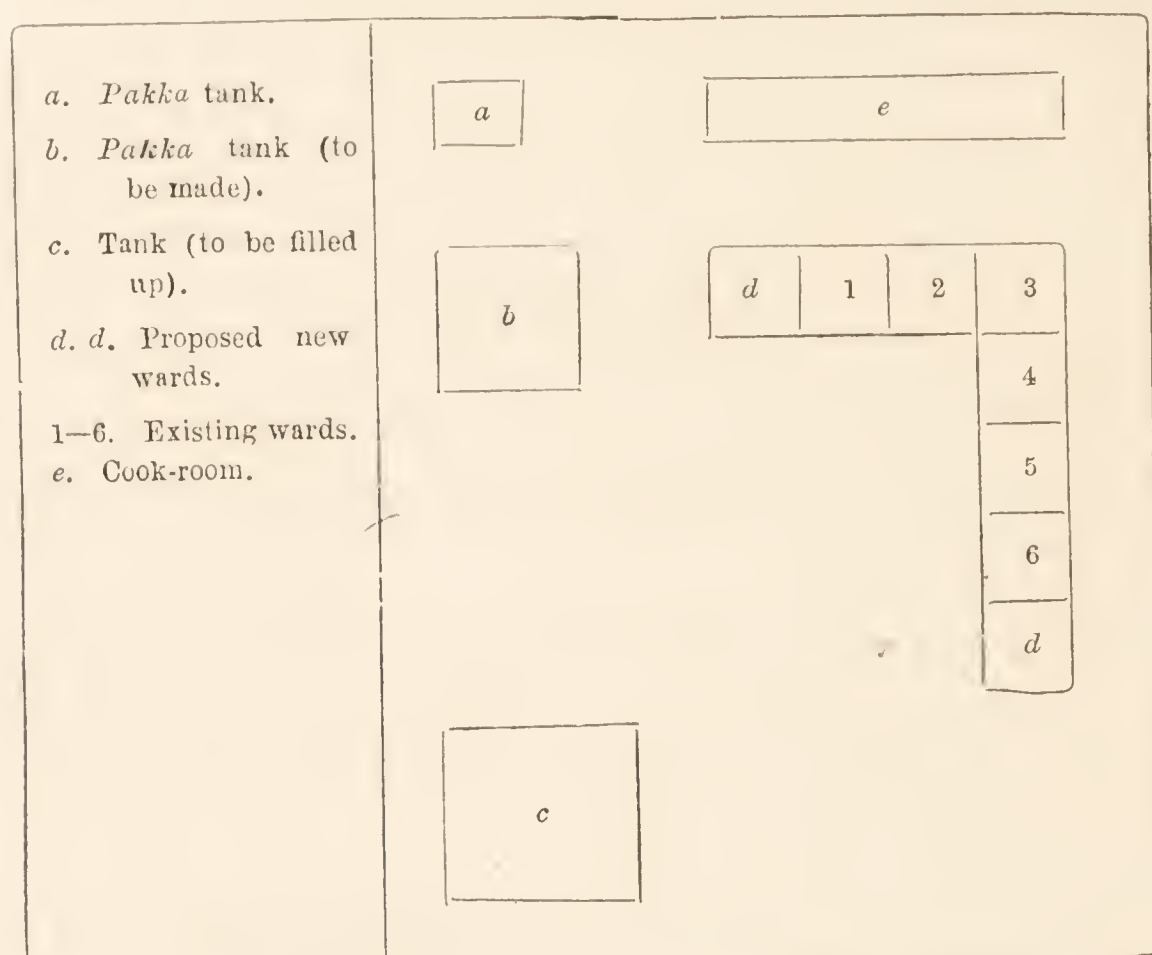 a. Pakka tank.
b. Pakka tank (to
be made).
c. Tank (to be filled
up).
d. d. Proposed new
wards.
1—6. Existing wards.
e. Cook-room.
a
e
b
d 1 2 3
4
5
6
d
c